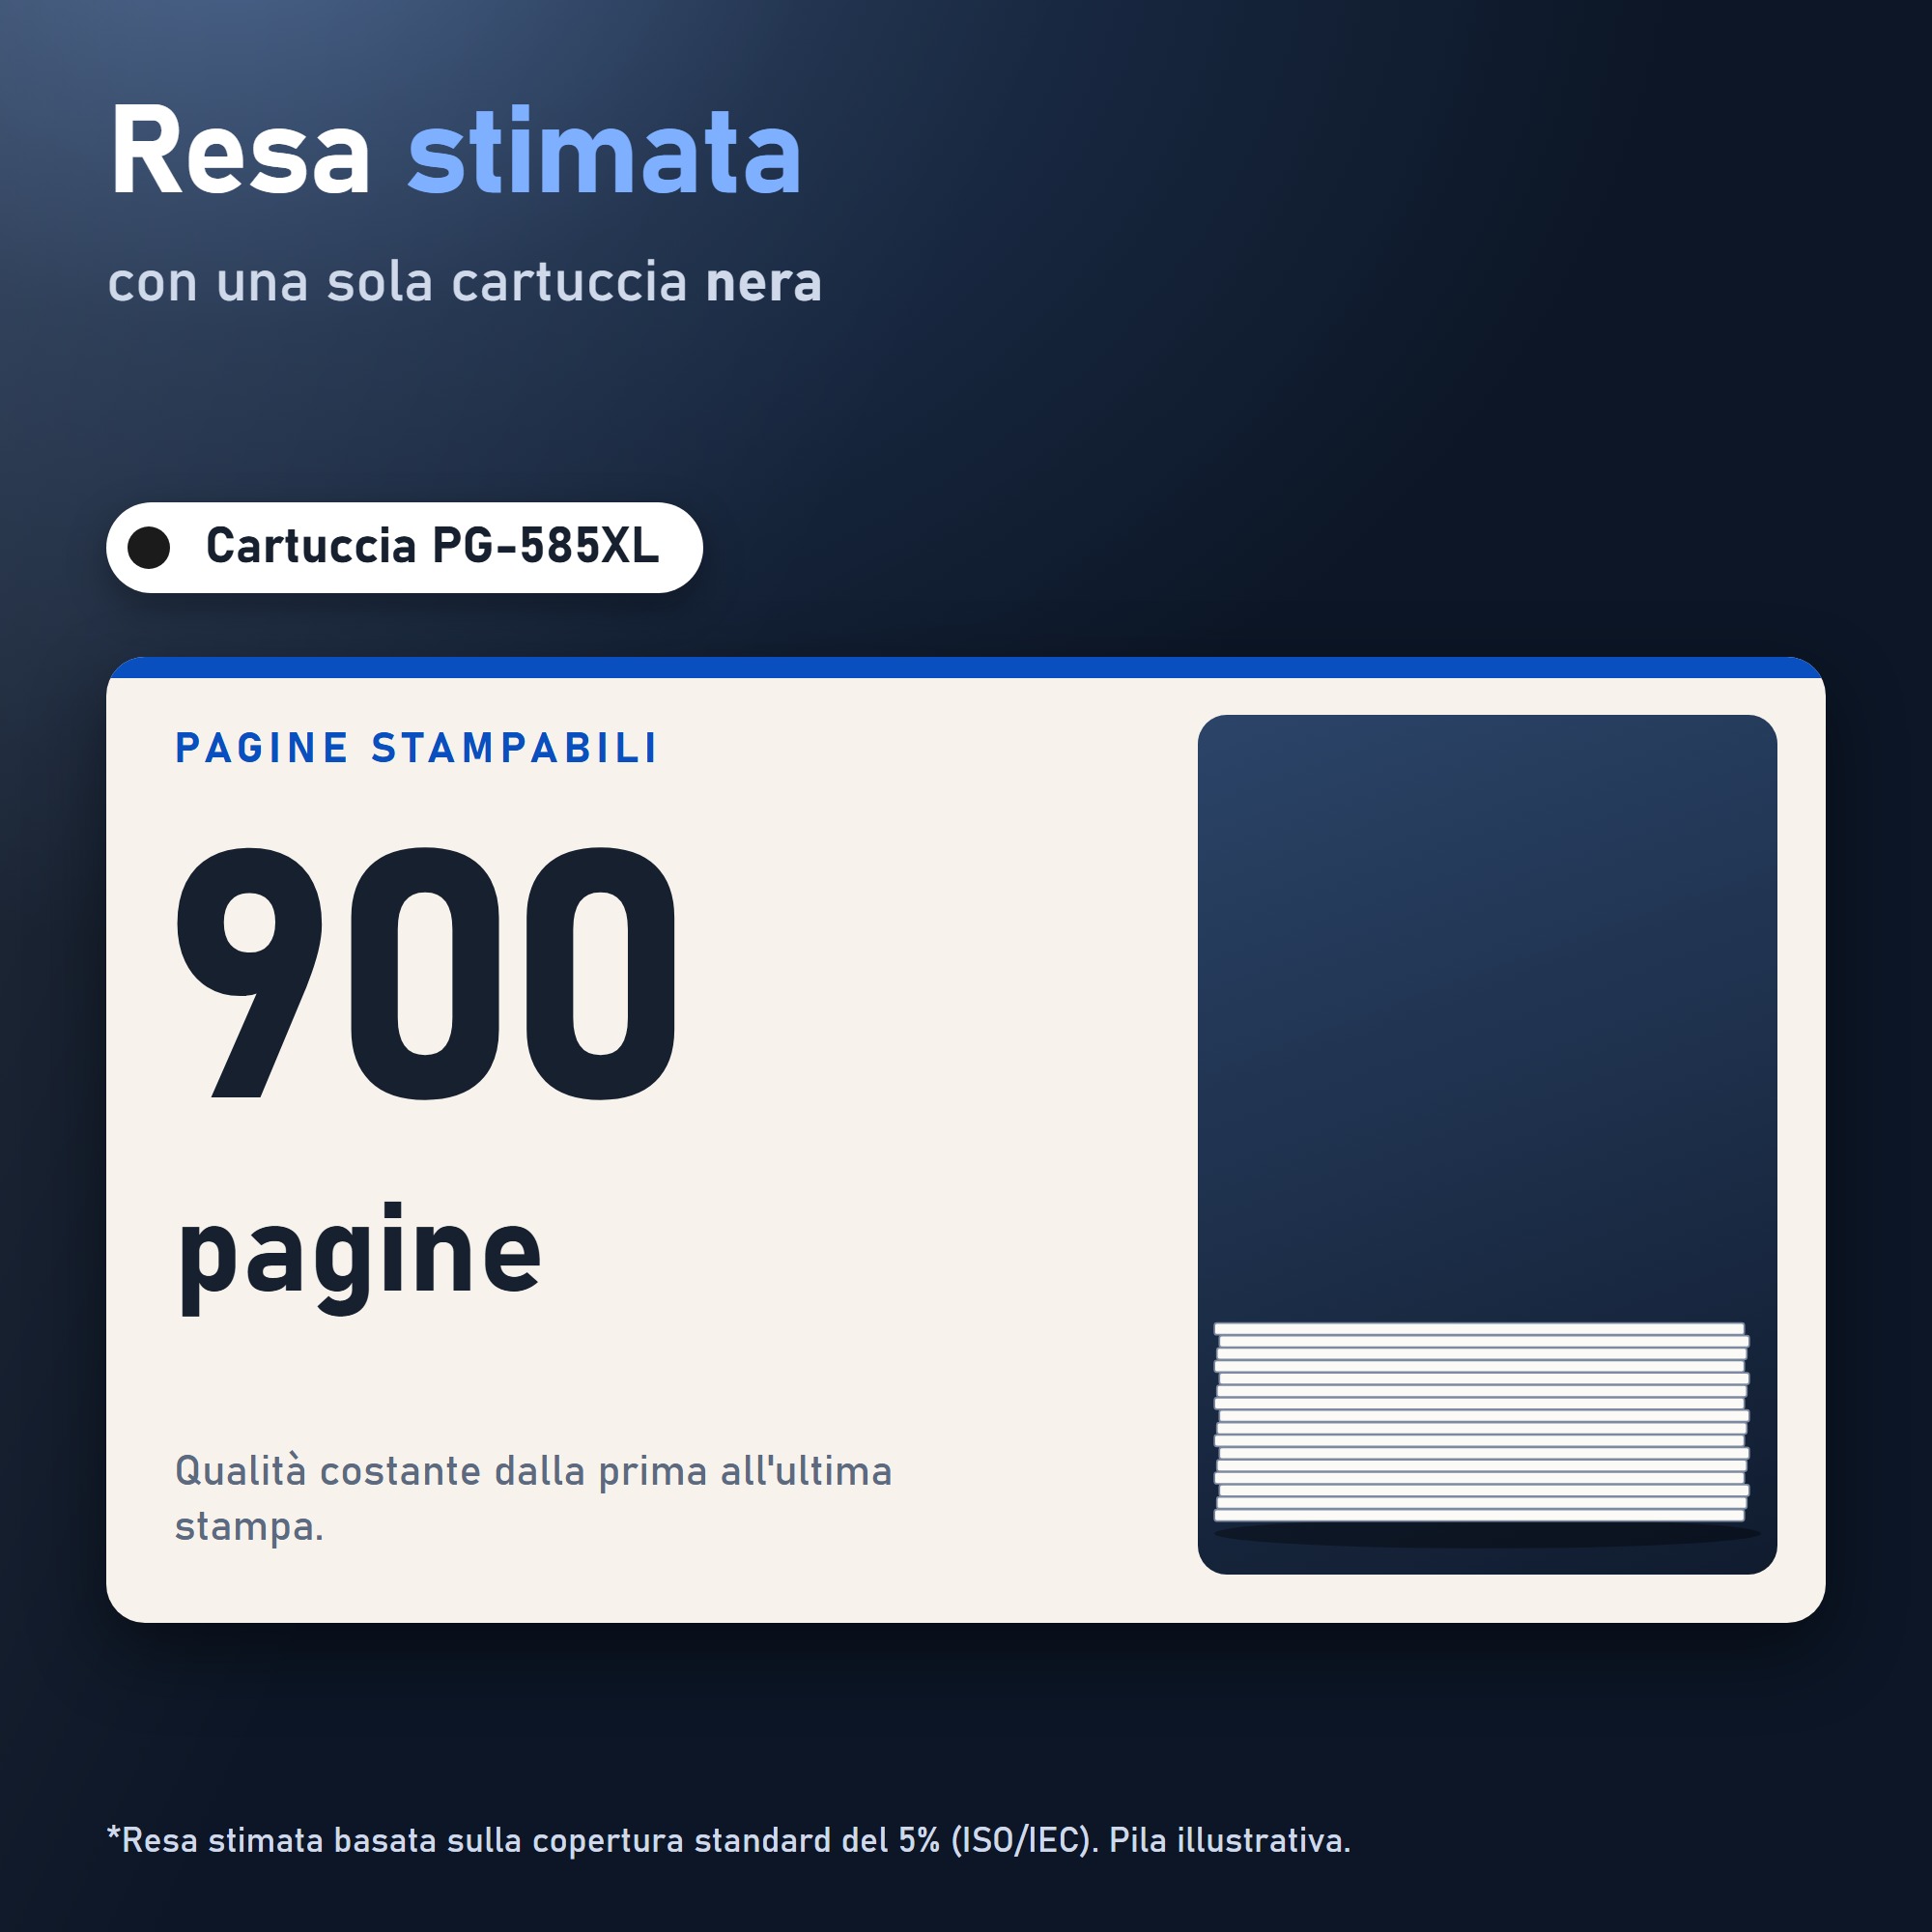 Resa stimata
con una sola cartuccia nera
Cartuccia PG-585XL
PAGINE STAMPABILI
900
pagine
Qualità costante dalla prima all'ultima
stampa.
*Resa stimata basata sulla copertura standard del 5% (ISO/IEC). Pila illustrativa.